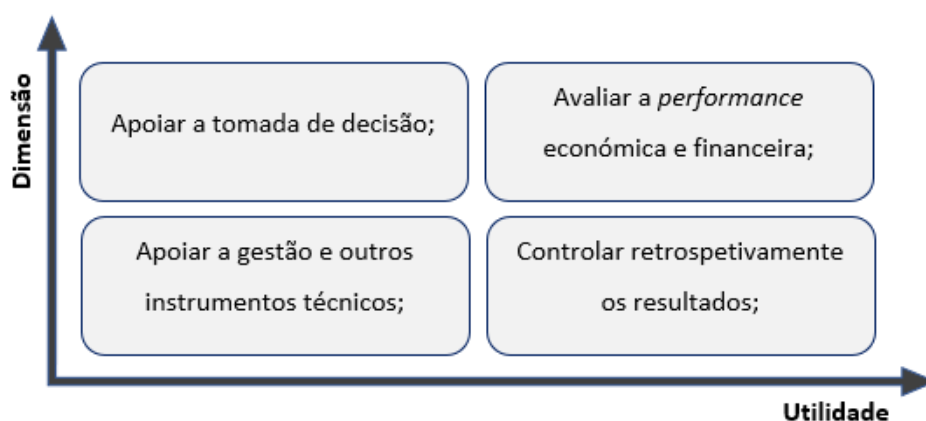 Dimensão
Apoiar a tomada de decisão;
Avaliar a performance
económica e financeira;
Apoiar a gestão e outros
instrumentos técnicos;
Controlar retrospetivamente
os resultados;
Utilidade